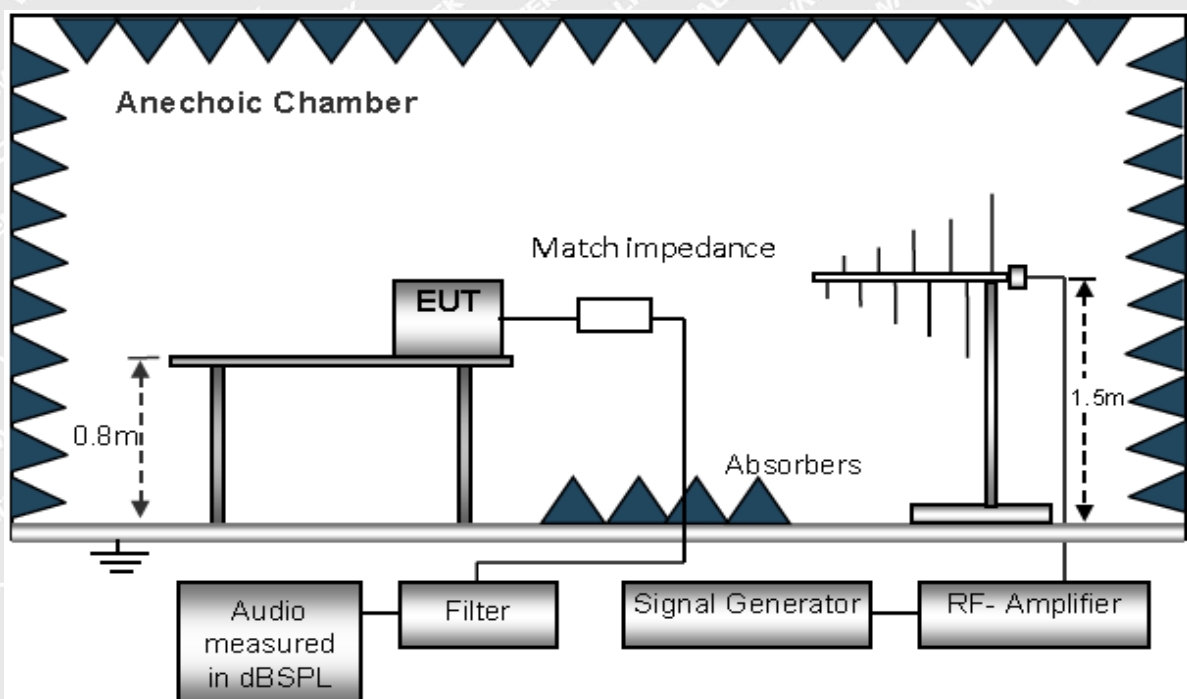 Anechoic Chamber
Match impedance
EUT
1.5m
0.8m
Absorbers
Audio
measured
in dBSPL
Filter
Signal Generator
RF- Amplifier